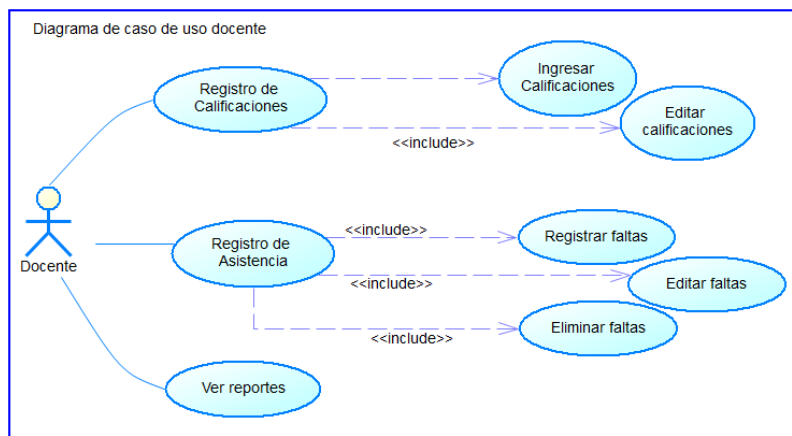 Diagrama de caso de uso docente
Registro de
Calificaciones
Ingresar
Calificaciones
Editar
calificaciones
<<include>>
Docente
Registro de
Asistencia
<<include>>
Registrar faltas
<<include>>
Editar faltas
<<include>>
Eliminar faltas
Ver reportes